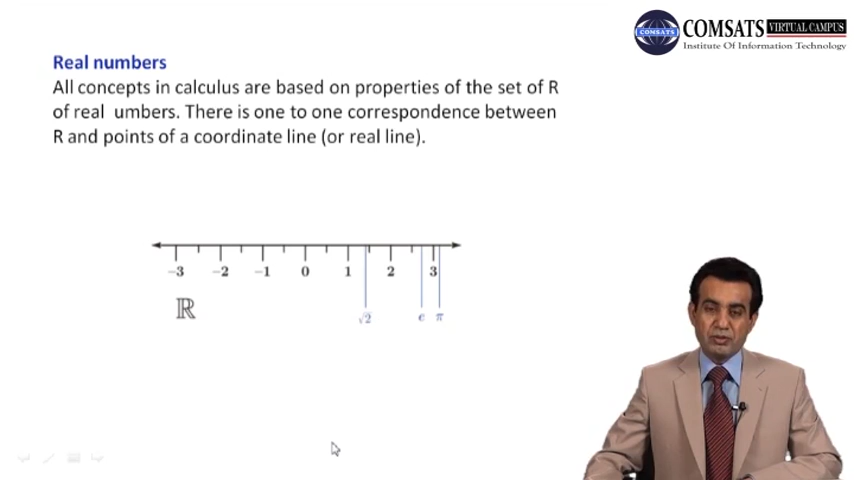 COMSATS VIRTUAL CAMPUS
COMSATS
Institute Of Information Technology
Real numbers
All concepts in calculus are based on properties of the set of R
of real umbers. There is one to one correspondence between
R and points of a coordinate line (or real line).
-3 -2 -1 0 1 2 3
ℝ
√2 e π